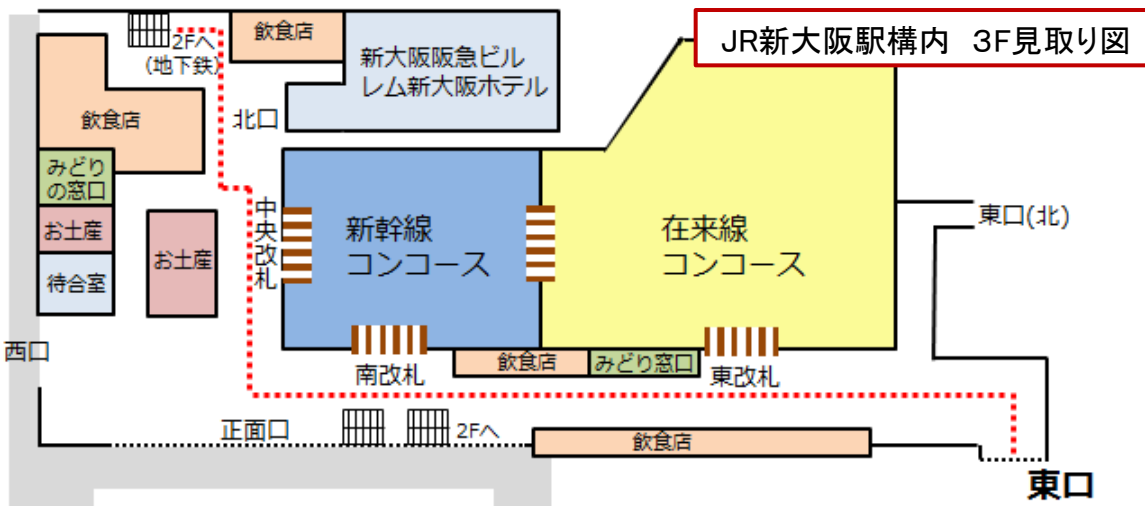 JR新大阪駅構内 3F見取り図
2Fへ
(地下鉄)
飲食店
新大阪阪急ビル
レム新大阪ホテル
飲食店
北口
みどり
の窓口
お土産
待合室
お土産
中央改札
新幹線
コンコース
在来線
コンコース
東口(北)
西口
南改札
飲食店
みどり窓口
東改札
正面口
2Fへ
飲食店
東口